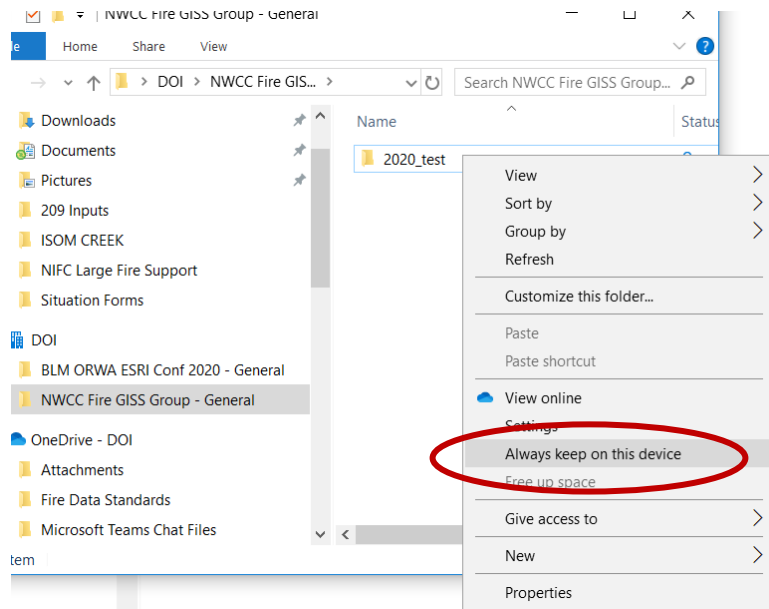 NWCC Fire GISS Group - General
Home Share View
DOI > NWCC Fire GIS... >
Search NWCC Fire GISS Group...
Downloads
Documents
Pictures
209 Inputs
ISOM CREEK
NIFC Large Fire Support
Situation Forms
DOI
BLM ORWA ESRI Conf 2020 - General
NWCC Fire GISS Group - General
OneDrive - DOI
Attachments
Fire Data Standards
Microsoft Teams Chat Files
Name Status
2020_test
View
Sort by
Group by
Refresh
Customize this folder...
Paste
Paste shortcut
View online
Settings
Always keep on this device
Free up space
Give access to
New
Properties